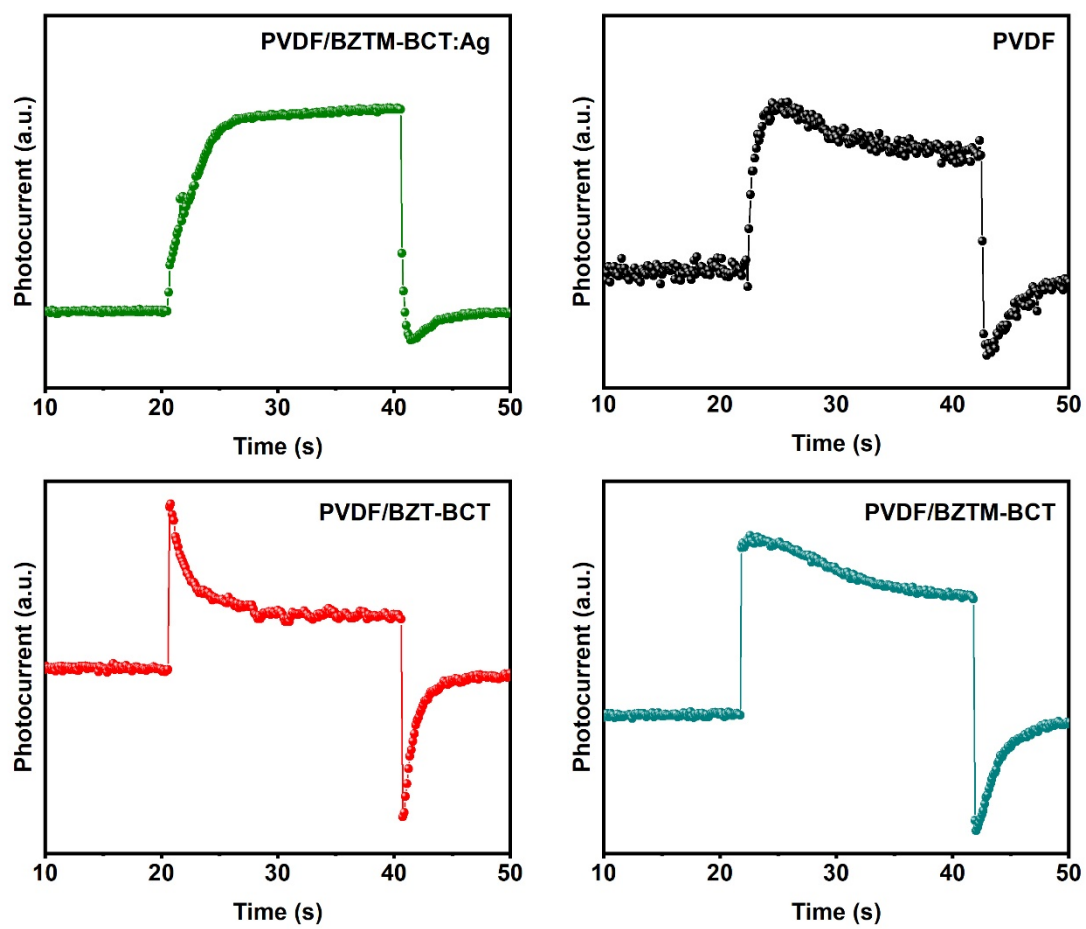 PVDF/BZTM-BCT:Ag
Photocurrent (a.u.)
10 20 30 40 50
Time (s)
PVDF
Photocurrent (a.u.)
10 20 30 40 50
Time (s)
PVDF/BZT-BCT
Photocurrent (a.u.)
10 20 30 40 50
Time (s)
PVDF/BZTM-BCT
Photocurrent (a.u.)
10 20 30 40 50
Time (s)